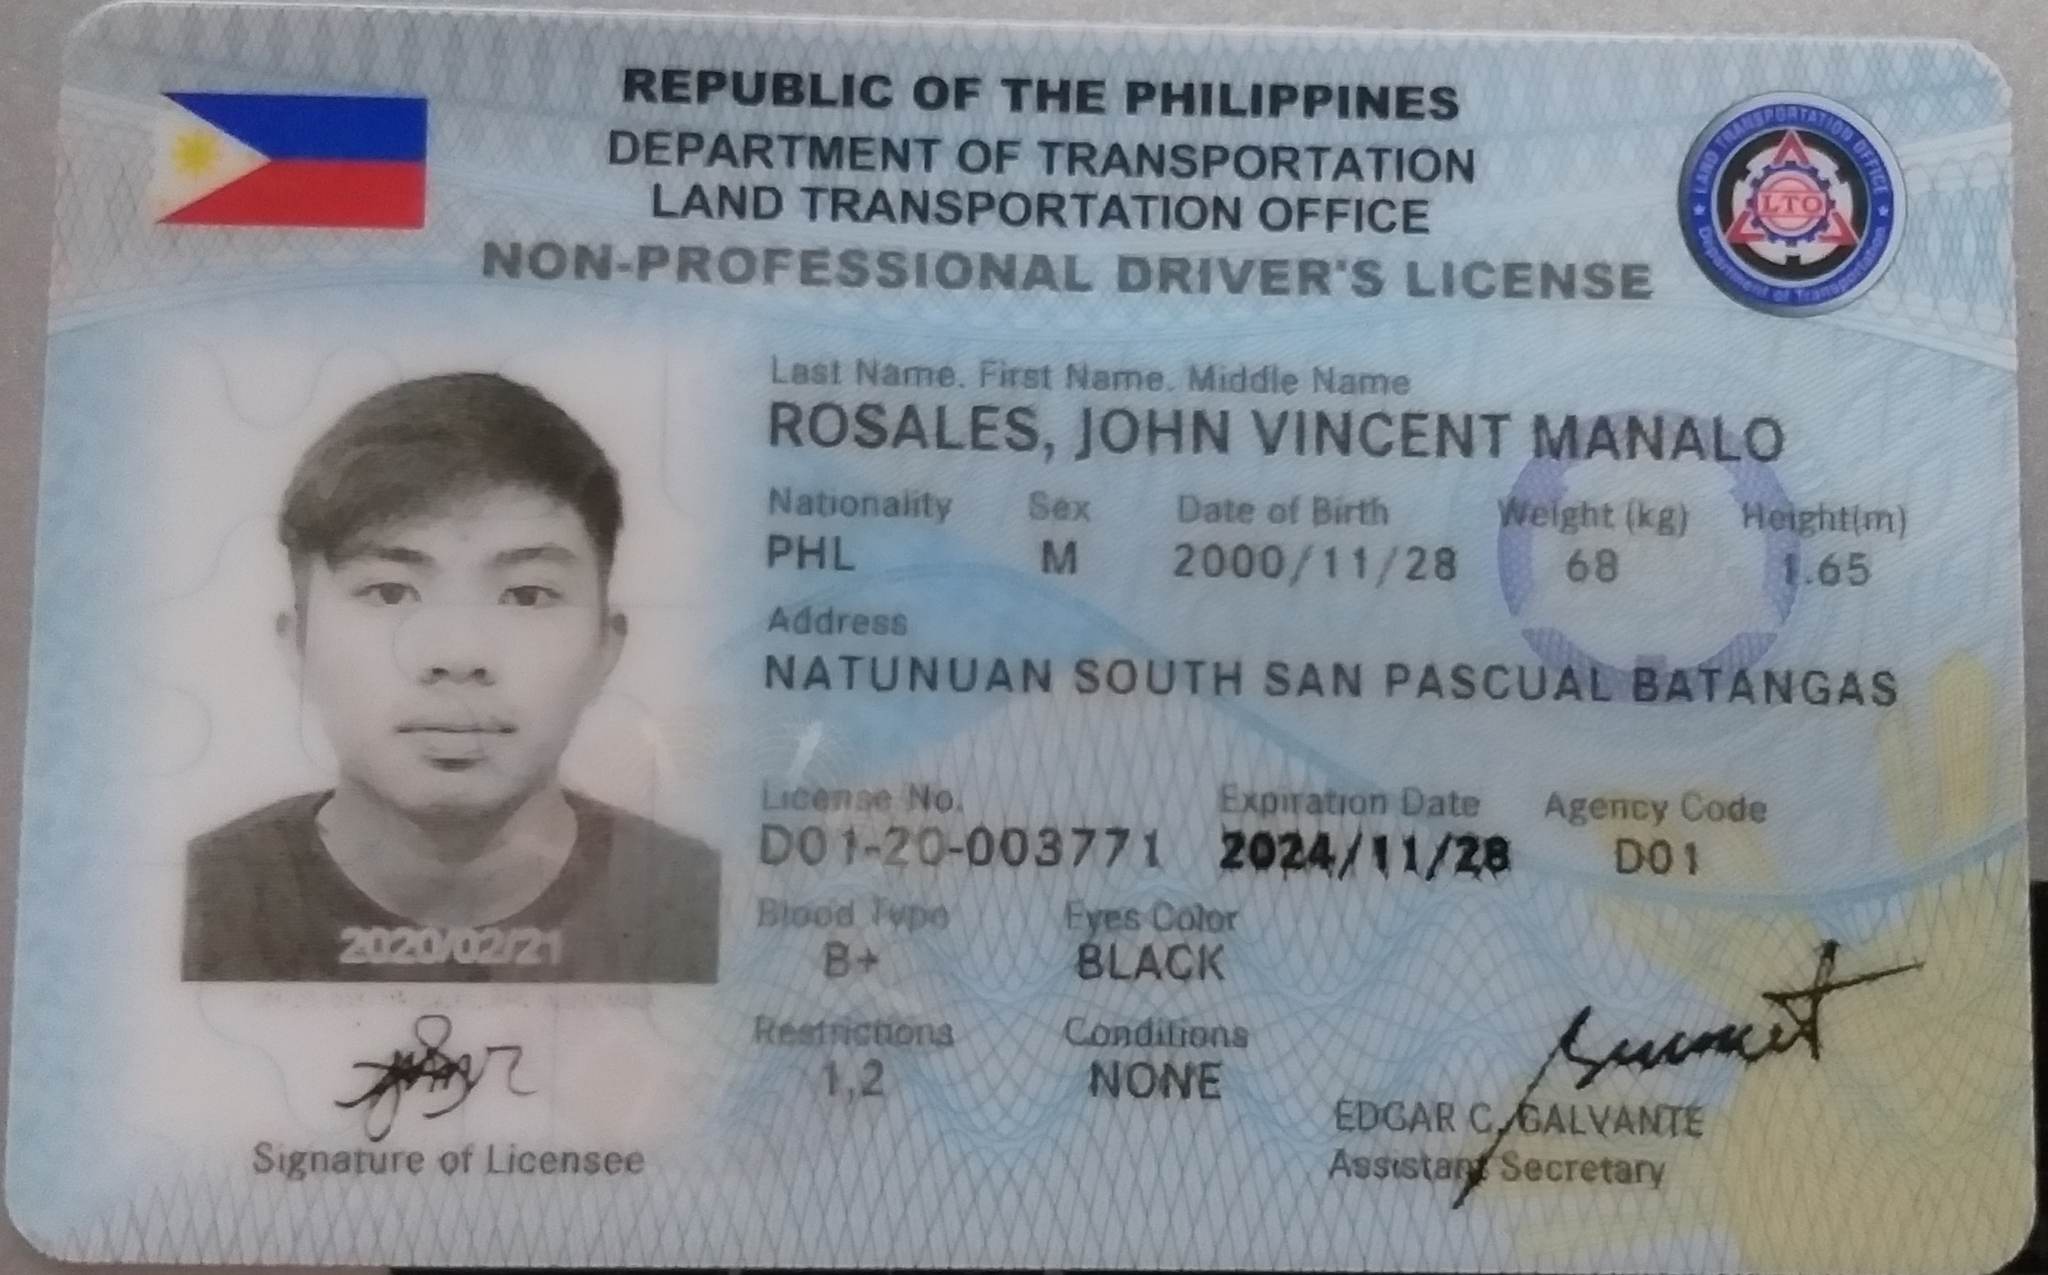 REPUBLIC OF THE PHILIPPINES
DEPARTMENT OF TRANSPORTATION
LAND TRANSPORTATION OFFICE
NON-PROFESSIONAL DRIVER'S LICENSE
LAND TRANSPORTATION OFFICE
LTO
Department of Transportation
Last Name. First Name. Middle Name
ROSALES, JOHN VINCENT MANALO
Nationality Sex Date of Birth Weight (kg) Height(m)
PHL M 2000/11/28 68 1.65
Address
NATUNUAN SOUTH SAN PASCUAL BATANGAS
License No. Expiration Date Agency Code
D01-20-003771 2024/11/28 D01
Blood Type Eyes Color
B+ BLACK
Restrictions Conditions
1,2 NONE
2020/02/21
Signature of Licensee
EDGAR C. GALVANTE
Assistant Secretary